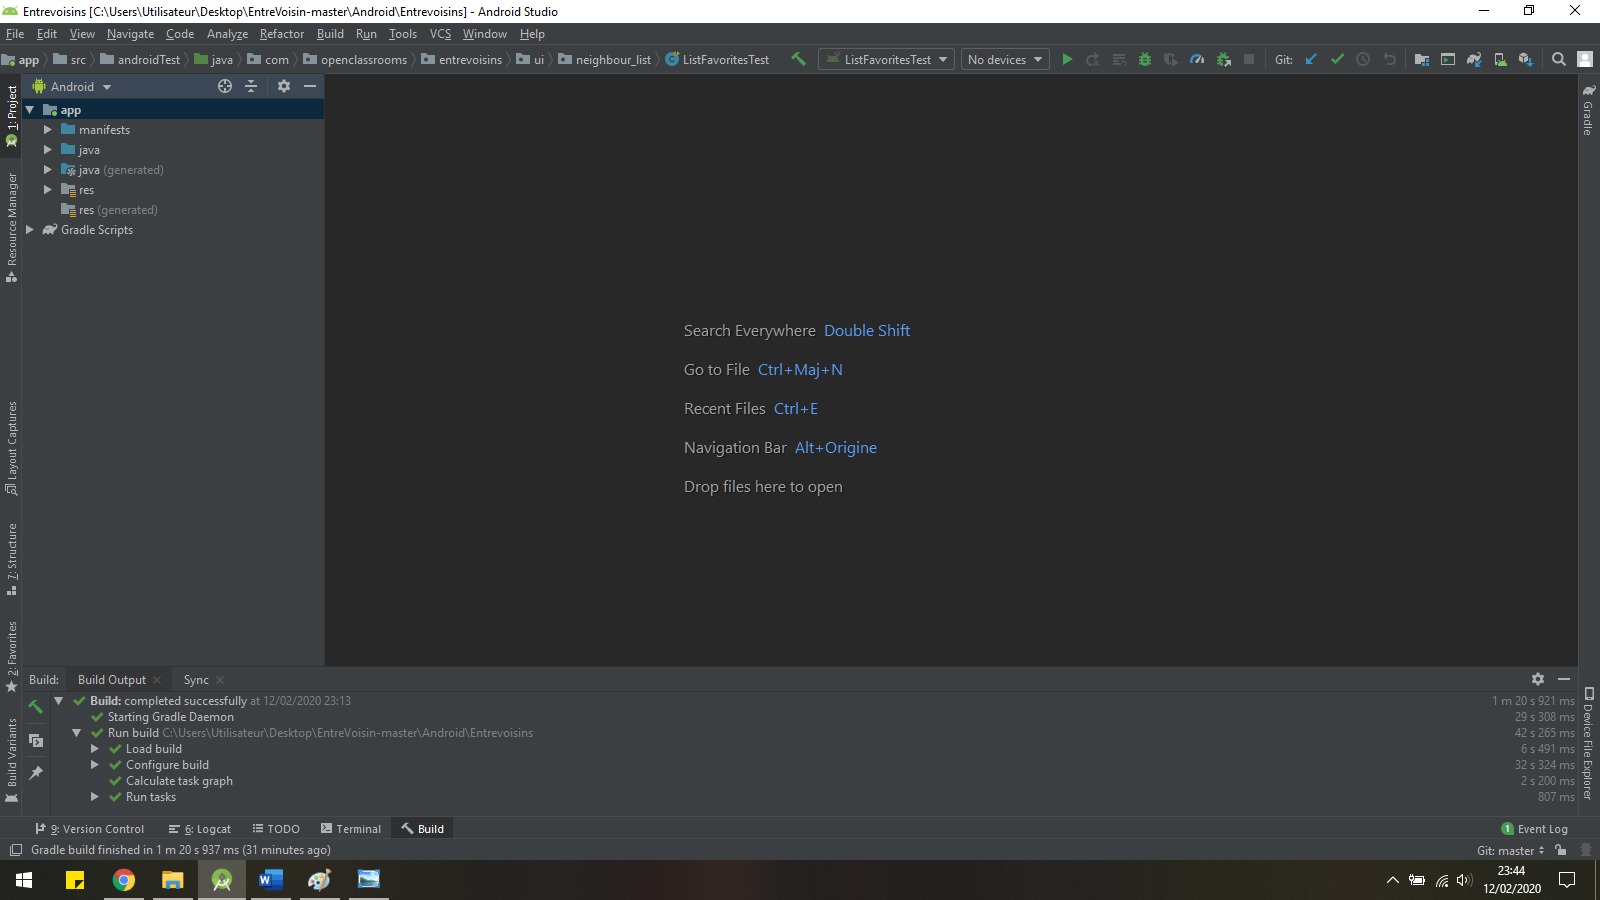 Entrevoisins [C:\Users\Utilisateur\Desktop\EntreVoisin-master\Android\Entrevoisins] - Android Studio
File Edit View Navigate Code Analyze Refactor Build Run Tools VCS Window Help
app src androidTest java com openclassrooms entrevoisins ui neighbour_list ListFavoritesTest ListFavoritesTest No devices Git:
Android
app
manifests
java
java (generated)
res
res (generated)
Gradle Scripts
1: Project
Resource Manager
Layout Captures
7: Structure
2: Favorites
Build Variants
Gradle
Device File Explorer
Search Everywhere Double Shift
Go to File Ctrl+Maj+N
Recent Files Ctrl+E
Navigation Bar Alt+Origine
Drop files here to open
Build: Build Output Sync
Build: completed successfully at 12/02/2020 23:13 1 m 20 s 921 ms
Starting Gradle Daemon 29 s 308 ms
Run build C:\Users\Utilisateur\Desktop\EntreVoisin-master\Android\Entrevoisins 42 s 265 ms
Load build 6 s 491 ms
Configure build 32 s 324 ms
Calculate task graph 2 s 200 ms
Run tasks 807 ms
9: Version Control 6: Logcat TODO Terminal Build 1 Event Log
Gradle build finished in 1 m 20 s 937 ms (31 minutes ago) Git: master
23:44
12/02/2020